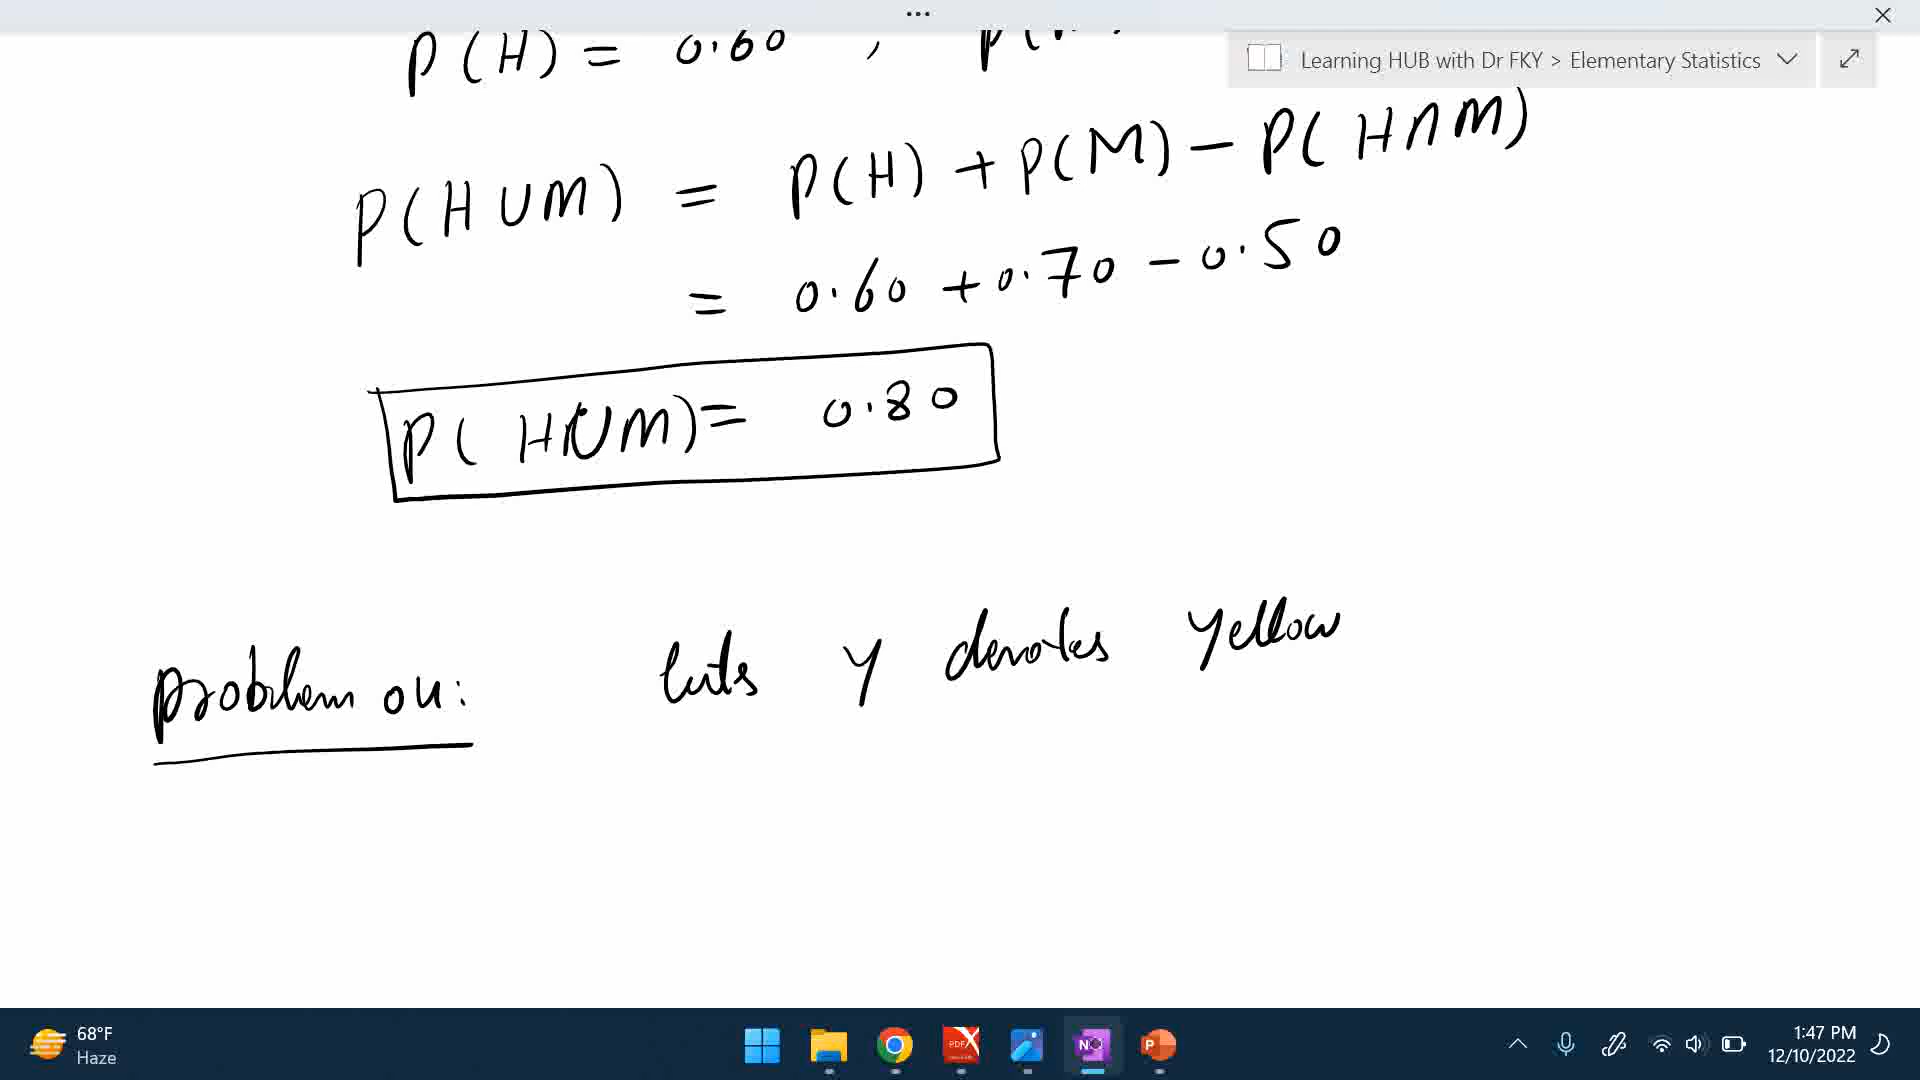 Learning HUB with Dr FKY > Elementary Statistics
P(H) = 0.60 ,
P(H∪M) = P(H) + P(M) − P(H∩M)
= 0.60 + 0.70 − 0.50
P(H∪M) = 0.80
Problem 04: lets Y denotes Yellow
68°F
Haze
1:47 PM
12/10/2022